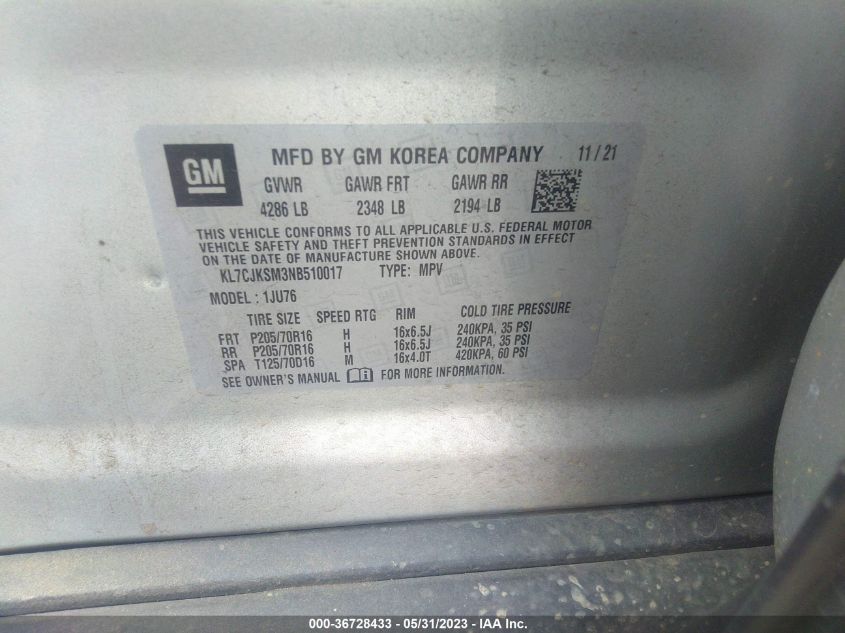 GM
MFD BY GM KOREA COMPANY 11/21
GVWR GAWR FRT GAWR RR
4286 LB 2348 LB 2194 LB
THIS VEHICLE CONFORMS TO ALL APPLICABLE U.S. FEDERAL MOTOR
VEHICLE SAFETY AND THEFT PREVENTION STANDARDS IN EFFECT
ON THE DATE OF MANUFACTURE SHOWN ABOVE.
KL7CJKSM3NB510017 TYPE: MPV
MODEL: 1JU76
TIRE SIZE SPEED RTG RIM COLD TIRE PRESSURE
FRT P205/70R16 H 16x6.5J 240KPA, 35 PSI
RR P205/70R16 H 16x6.5J 240KPA, 35 PSI
SPA T125/70D16 M 16x4.0T 420KPA, 60 PSI
SEE OWNER'S MANUAL FOR MORE INFORMATION.
000-36728433 - 05/31/2023 - IAA Inc.